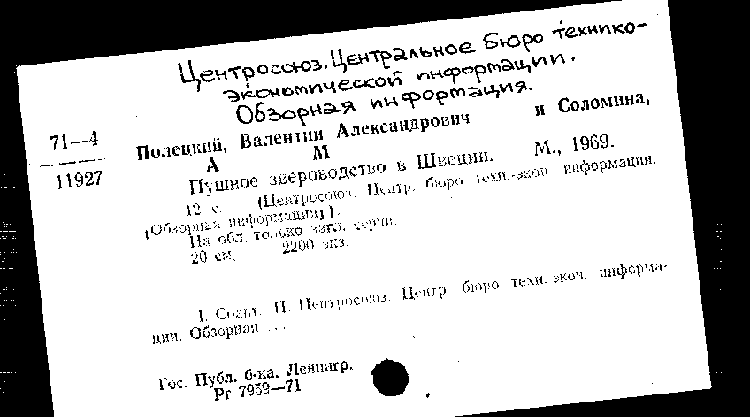 Центросоюз. Центральное бюро технико-
экономической информации.
Обзорная информация.
71—4
11927
Полецкий, Валентин Александрович и Соломина,
А М
Пушное звероводство в Швеции. М., 1969.
12 с. (Центросоюз. Центр. бюро техн.-экон. информации.
(Обзорная информация).
На обл. только загл. серии.
20 см. 2200 экз.
I. Соавт. II. Центросоюз. Центр. бюро техн. экон. информа-
ции. Обзорная ...
Гос. Публ. б-ка. Ленингр.
Рг 7959—71